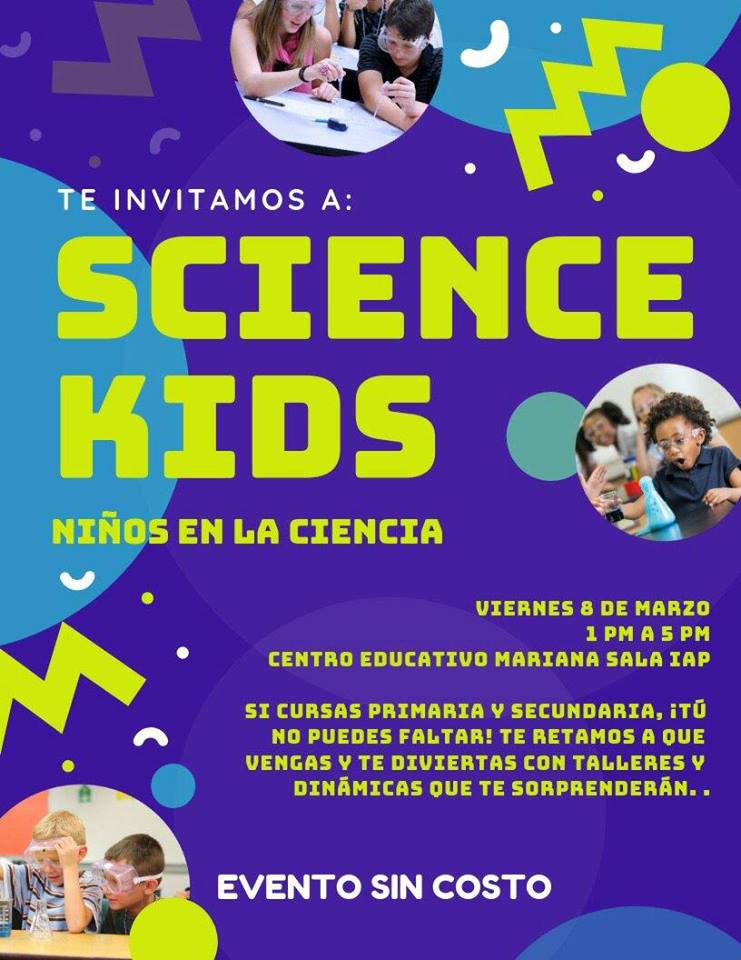 TE INVITAMOS A:
SCIENCE
KIDS
NIÑOS EN LA CIENCIA
VIERNES 8 DE MARZO
1 PM A 5 PM
CENTRO EDUCATIVO MARIANA SALA IAP
SI CURSAS PRIMARIA Y SECUNDARIA, ¡TÚ
NO PUEDES FALTAR! TE RETAMOS A QUE
VENGAS Y TE DIVIERTAS CON TALLERES Y
DINÁMICAS QUE TE SORPRENDERÁN. .
EVENTO SIN COSTO